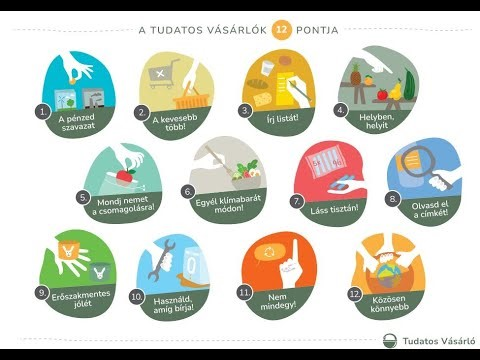 A TUDATOS VÁSÁRLÓK 12 PONTJA
1.
A pénzed
szavazat
2.
A kevesebb
több!
3.
Írj listát!
4.
Helyben,
helyit
5.
Mondj nemet
a csomagolásra!
6.
Egyél klímabarát
módon!
7.
Láss tisztán!
8.
Olvasd el
a címkét!
9.
Erőszakmentes
jólét
10.
Használd,
amíg bírja!
11.
Nem
mindegy!
12.
Közösen
könnyebb
Tudatos Vásárló